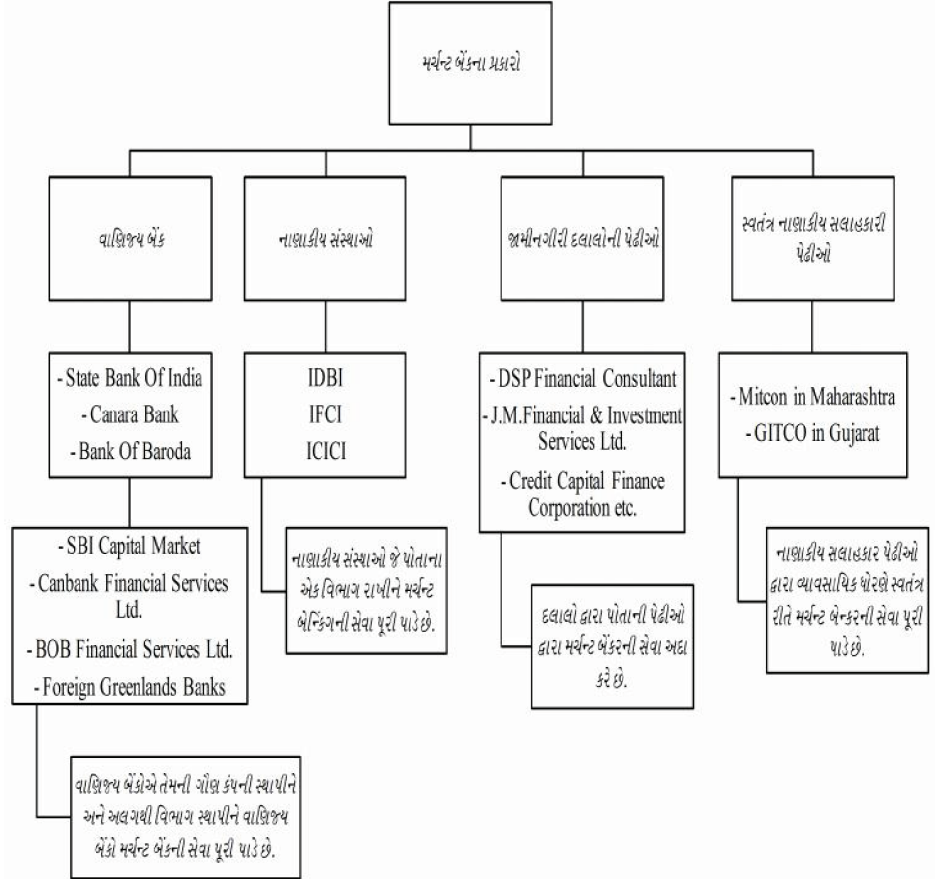 મર્ચન્ટ બેંકના પ્રકારો
વાણિજ્ય બેંક
નાણાકીય સંસ્થાઓ
જામીનગીરી દલાલોની પેઢીઓ
સ્વતંત્ર નાણાકીય સલાહકારી
પેઢીઓ
- State Bank Of India
- Canara Bank
- Bank Of Baroda
IDBI
IFCI
ICICI
- DSP Financial Consultant
- J.M.Financial & Investment
Services Ltd.
- Credit Capital Finance
Corporation etc.
- Mitcon in Maharashtra
- GITCO in Gujarat
- SBI Capital Market
- Canbank Financial Services
Ltd.
- BOB Financial Services Ltd.
- Foreign Greenlands Banks
નાણાકીય સંસ્થાઓ જે પોતાના
એક વિભાગ રાખીને મર્ચન્ટ
બેન્કિંગની સેવા પૂરી પાડે છે.
દલાલો દ્વારા પોતાની પેઢીઓ
દ્વારા મર્ચન્ટ બેંકરની સેવા અદા
કરે છે.
નાણાકીય સલાહકાર પેઢીઓ
દ્વારા વ્યાવસાયિક ધોરણે સ્વતંત્ર
રીતે મર્ચન્ટ બેન્કરની સેવા પૂરી
પાડે છે.
વાણિજ્ય બેંકોએ તેમની ગૌણ કંપની સ્થાપીને
અને અલગથી વિભાગ સ્થાપીને વાણિજ્ય
બેંકો મર્ચન્ટ બેંકની સેવા પૂરી પાડે છે.